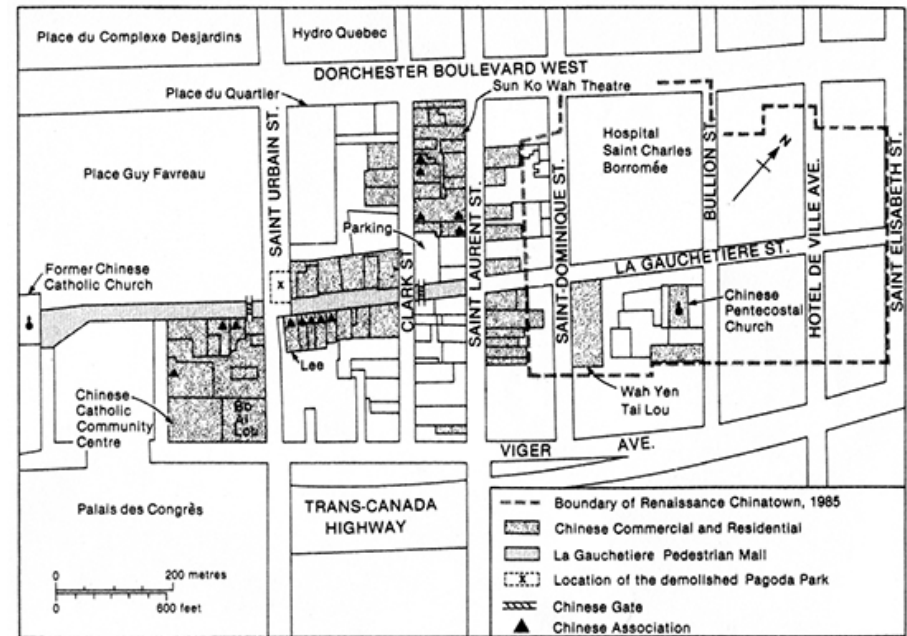 Place du Complexe Desjardins
Hydro Quebec
DORCHESTER BOULEVARD WEST
Place du Quartier
Sun Ko Wah Theatre
SAINT URBAIN ST.
Hospital
Saint Charles
Borromée
BULLION ST.
N
HOTEL DE VILLE AVE.
SAINT ELISABETH ST.
Place Guy Favreau
Parking
CLARK ST.
SAINT LAURENT ST.
SAINT-DOMINIQUE ST.
LA GAUCHETIERE ST.
Former Chinese
Catholic Church
x
Chinese
Pentecostal
Church
Lee
Wah Yen
Tai Lou
Chinese
Catholic
Community
Centre
Bo
Ai
Lou
VIGER AVE.
Palais des Congrès
TRANS-CANADA
HIGHWAY
0 200 metres
0 600 feet
Boundary of Renaissance Chinatown, 1985
Chinese Commercial and Residential
La Gauchetiere Pedestrian Mall
x Location of the demolished Pagoda Park
Chinese Gate
Chinese Association